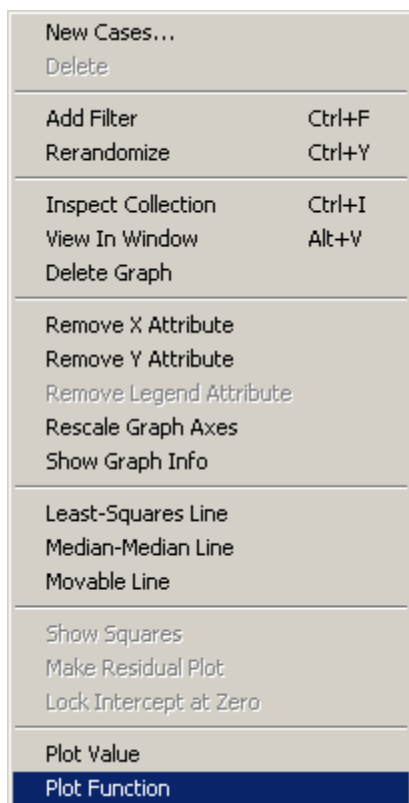 New Cases...
Delete
Add Filter Ctrl+F
Rerandomize Ctrl+Y
Inspect Collection Ctrl+I
View In Window Alt+V
Delete Graph
Remove X Attribute
Remove Y Attribute
Remove Legend Attribute
Rescale Graph Axes
Show Graph Info
Least-Squares Line
Median-Median Line
Movable Line
Show Squares
Make Residual Plot
Lock Intercept at Zero
Plot Value
Plot Function